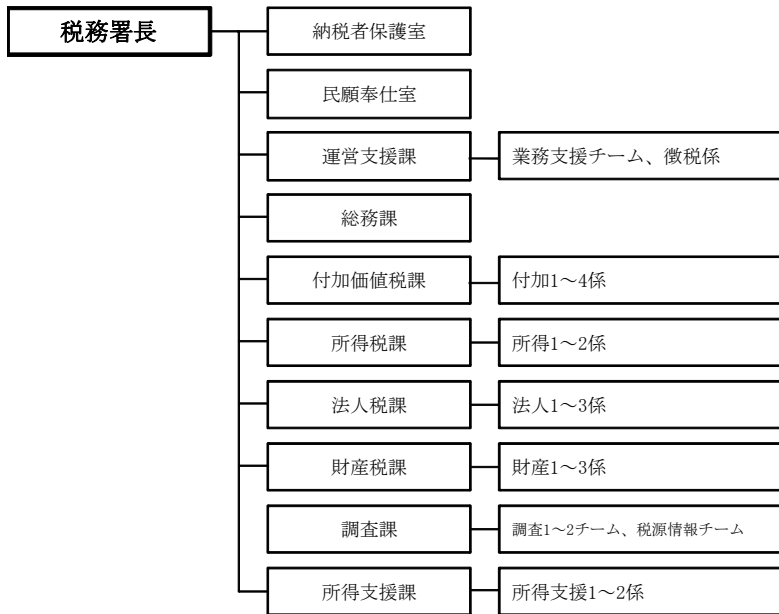 税務署長
納税者保護室
民願奉仕室
運営支援課
業務支援チーム、徴税係
総務課
付加価値税課
付加1～4係
所得税課
所得1～2係
法人税課
法人1～3係
財産税課
財産1～3係
調査課
調査1～2チーム、税源情報チーム
所得支援課
所得支援1～2係